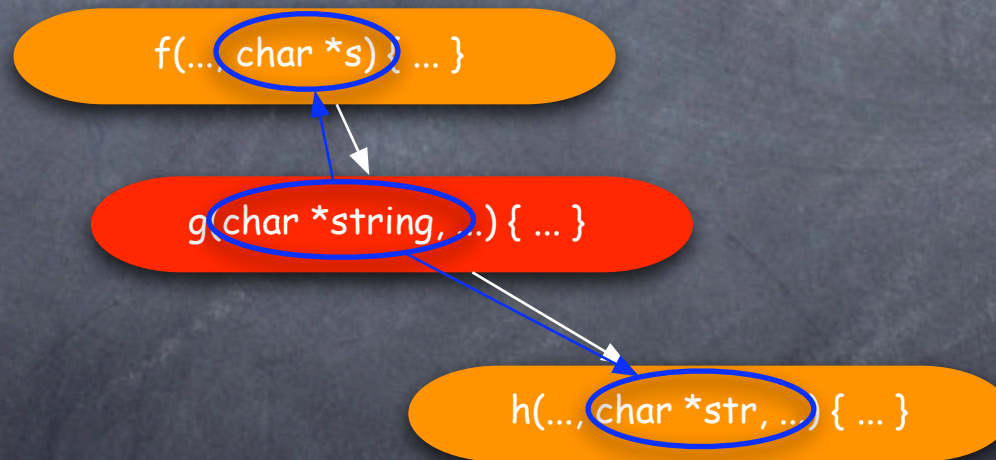 f(..., char *s) { ... }
g(char *string, ...) { ... }
h(..., char *str, ...) { ... }